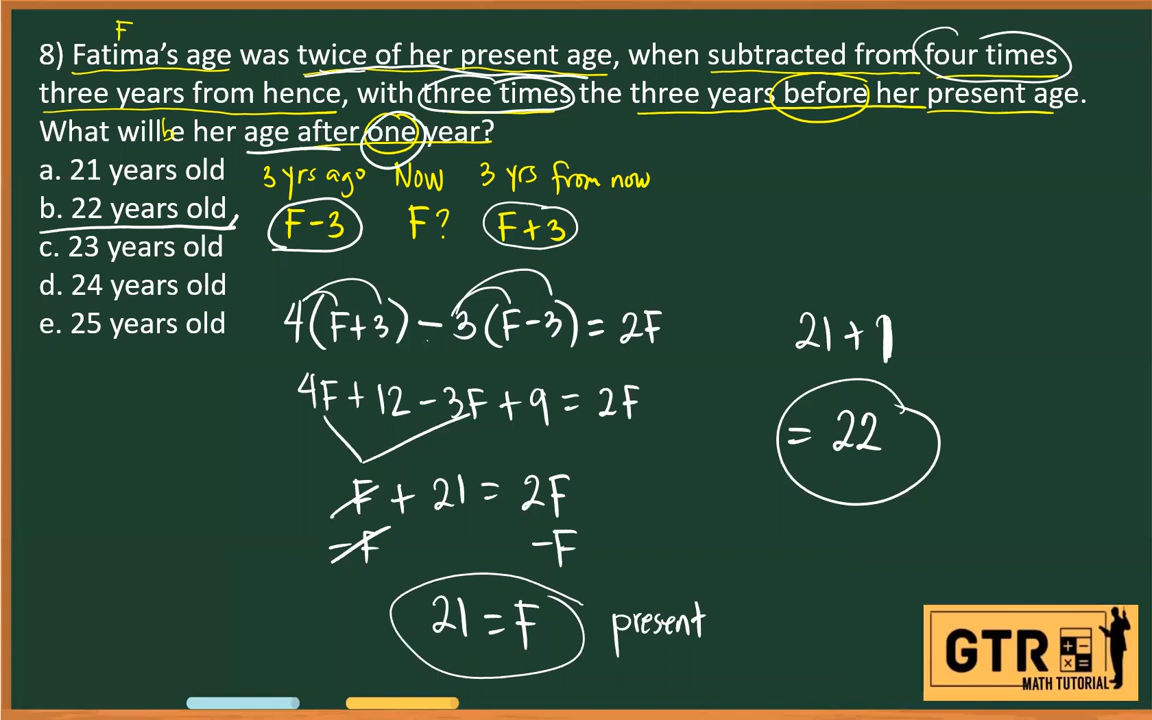 F
8) Fatima's age was twice of her present age, when subtracted from four times
three years from hence, with three times the three years before her present age.
What will be her age after one year?
a. 21 years old
b. 22 years old
c. 23 years old
d. 24 years old
e. 25 years old
3 yrs ago Now 3 yrs from now
F-3 F? F+3
4(F+3)-3(F-3)=2F
4F+12-3F+9=2F
F+21=2F
-F -F
21=F present
21+1
=22
GTR
MATH TUTORIAL